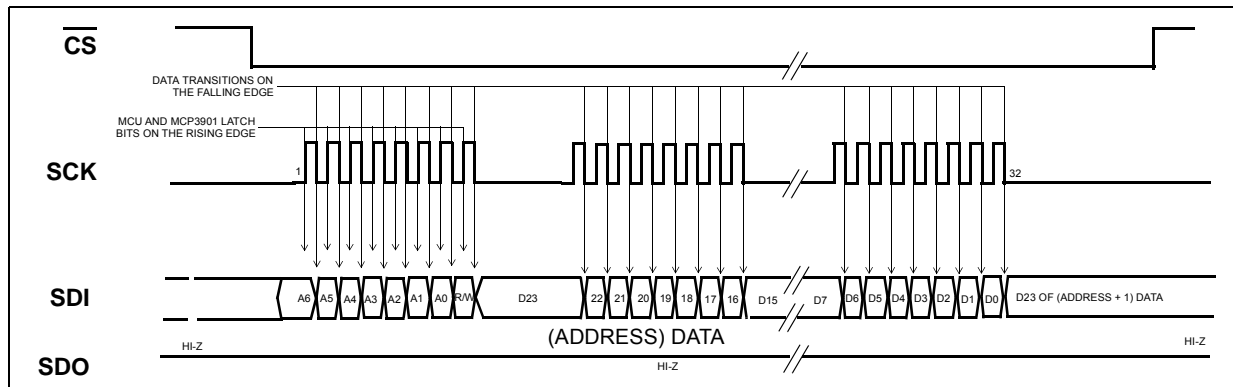 CS
DATA TRANSITIONS ON
THE FALLING EDGE
MCU AND MCP3901 LATCH
BITS ON THE RISING EDGE
SCK
1
32
SDI
A6 A5 A4 A3 A2 A1 A0 R/W D23 22 21 20 19 18 17 16 D15 D7 D6 D5 D4 D3 D2 D1 D0 D23 OF (ADDRESS + 1) DATA
(ADDRESS) DATA
SDO
HI-Z HI-Z HI-Z